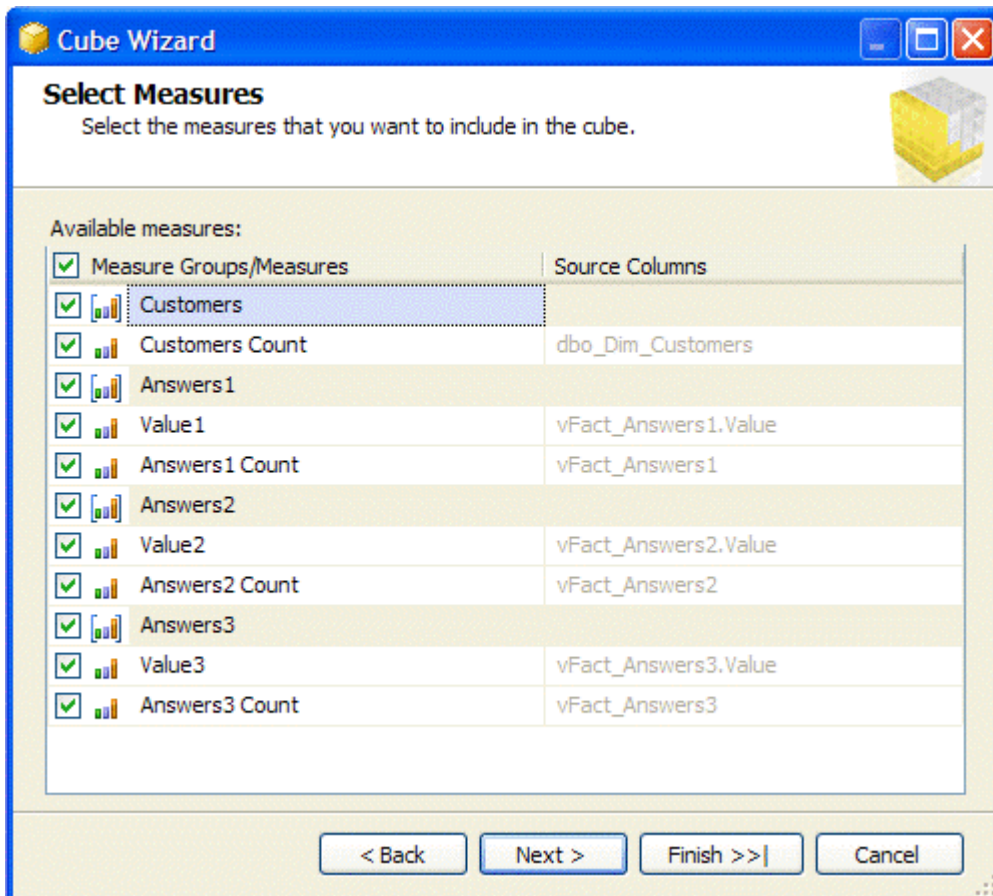 Cube Wizard
Select Measures
Select the measures that you want to include in the cube.
Available measures:
Measure Groups/Measures Source Columns
Customers
Customers Count dbo_Dim_Customers
Answers1
Value1 vFact_Answers1.Value
Answers1 Count vFact_Answers1
Answers2
Value2 vFact_Answers2.Value
Answers2 Count vFact_Answers2
Answers3
Value3 vFact_Answers3.Value
Answers3 Count vFact_Answers3
< Back Next > Finish >>| Cancel